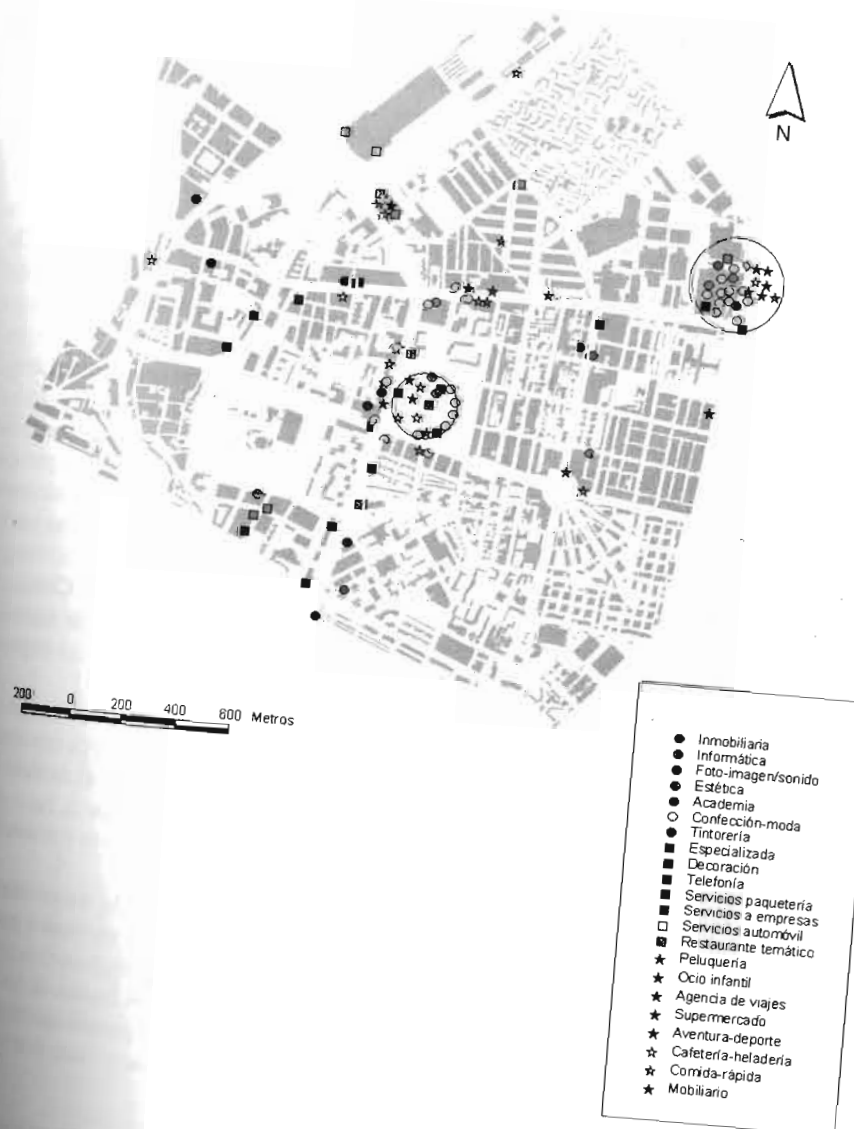 N
200 0 200 400 600 Metros
Inmobiliaria
Informática
Foto-imagen/sonido
Estética
Academia
Confección-moda
Tintorería
Especializada
Decoración
Telefonía
Servicios paquetería
Servicios a empresas
Servicios automóvil
Restaurante temático
Peluquería
Ocio infantil
Agencia de viajes
Supermercado
Aventura-deporte
Cafetería-heladería
Comida-rápida
Mobiliario